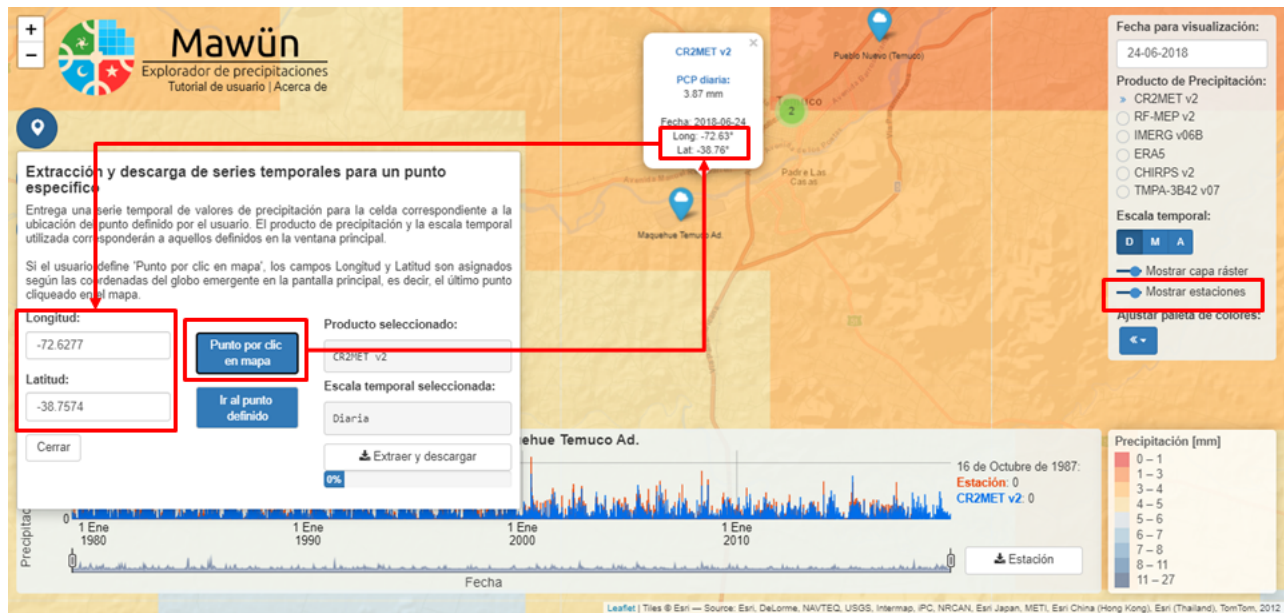 +
−
Mawün
Explorador de precipitaciones
Tutorial de usuario | Acerca de
Extracción y descarga de series temporales para un punto
especifico
Entrega una serie temporal de valores de precipitación para la celda correspondiente a la
ubicación del punto definido por el usuario. El producto de precipitación y la escala temporal
utilizada corresponderán a aquellos definidos en la ventana principal.
Si el usuario define 'Punto por clic en mapa', los campos Longitud y Latitud son asignados
según las coordenadas del globo emergente en la pantalla principal, es decir, el último punto
cliqueado en el mapa.
Longitud:
-72.6277
Latitud:
-38.7574
Cerrar
Punto por clic
en mapa
Ir al punto
definido
Producto seleccionado:
CR2MET v2
Escala temporal seleccionada:
Diaria
Extraer y descargar
0%
×
CR2MET v2
PCP diaria:
3.87 mm
Fecha: 2018-06-24
Long: -72.63°
Lat: -38.76°
Pueblo Nuevo (Temuco)
Temuco
2
Padre Las
Casas
Maquehue Temuco Ad.
Fecha para visualización:
24-06-2018
Producto de Precipitación:
» CR2MET v2
RF-MEP v2
IMERG v06B
ERA5
CHIRPS v2
TMPA-3B42 v07
Escala temporal:
D M A
Mostrar capa ráster
Mostrar estaciones
Ajustar paleta de colores:
ehue Temuco Ad.
16 de Octubre de 1987:
Estación: 0
CR2MET v2: 0
Precipitac
0
1 Ene
1980
1 Ene
1990
1 Ene
2000
1 Ene
2010
Fecha
Estación
Precipitación [mm]
0 – 1
1 – 3
3 – 4
4 – 5
5 – 6
6 – 7
7 – 8
8 – 11
11 – 27
Leaflet | Tiles © Esri — Source: Esri, DeLorme, NAVTEQ, USGS, Intermap, iPC, NRCAN, Esri Japan, METI, Esri China (Hong Kong), Esri (Thailand), TomTom, 2012